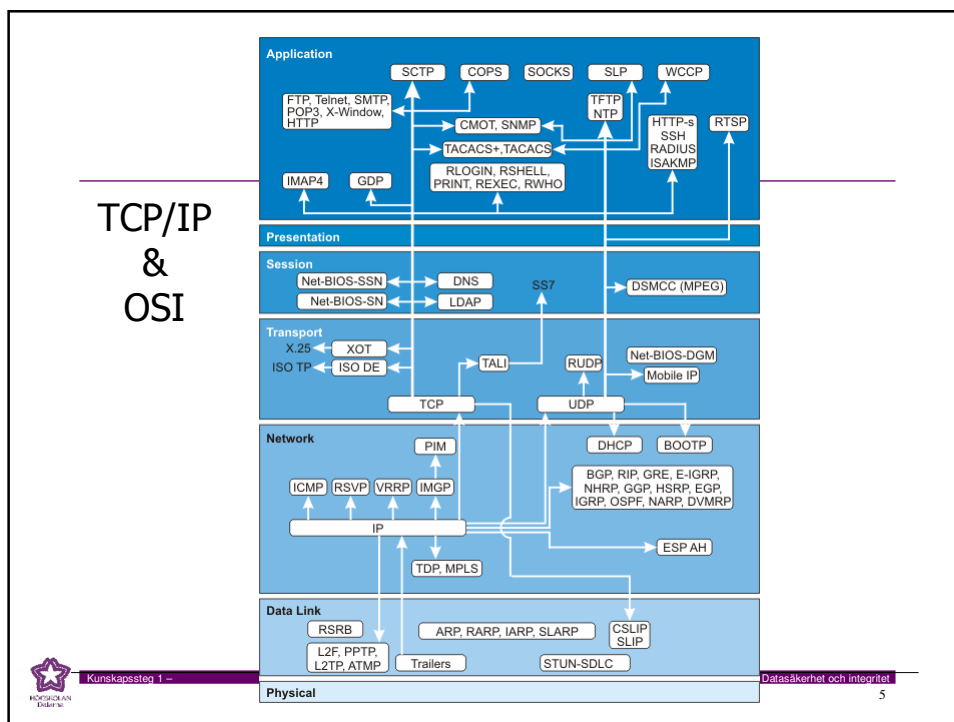 Application
SCTP
COPS
SOCKS
SLP
WCCP
FTP, Telnet, SMTP,
POP3, X-Window,
HTTP
TFTP
NTP
CMOT, SNMP
HTTP-s
SSH
RADIUS
ISAKMP
RTSP
TACACS+,TACACS
RLOGIN, RSHELL,
PRINT, REXEC, RWHO
IMAP4
GDP
TCP/IP
&
OSI
Presentation
Session
Net-BIOS-SSN
DNS
SS7
DSMCC (MPEG)
Net-BIOS-SN
LDAP
Transport
X.25
XOT
ISO TP
ISO DE
TALI
RUDP
Net-BIOS-DGM
Mobile IP
TCP
UDP
Network
PIM
DHCP
BOOTP
ICMP
RSVP
VRRP
IMGP
BGP, RIP, GRE, E-IGRP,
NHRP, GGP, HSRP, EGP,
IGRP, OSPF, NARP, DVMRP
IP
ESP AH
TDP, MPLS
Data Link
RSRB
ARP, RARP, IARP, SLARP
CSLIP
SLIP
L2F, PPTP,
L2TP, ATMP
Trailers
STUN-SDLC
Kunskapssteg 1 –
Datasäkerhet och integritet
Physical
5
HÖGSKOLAN
Dalarna